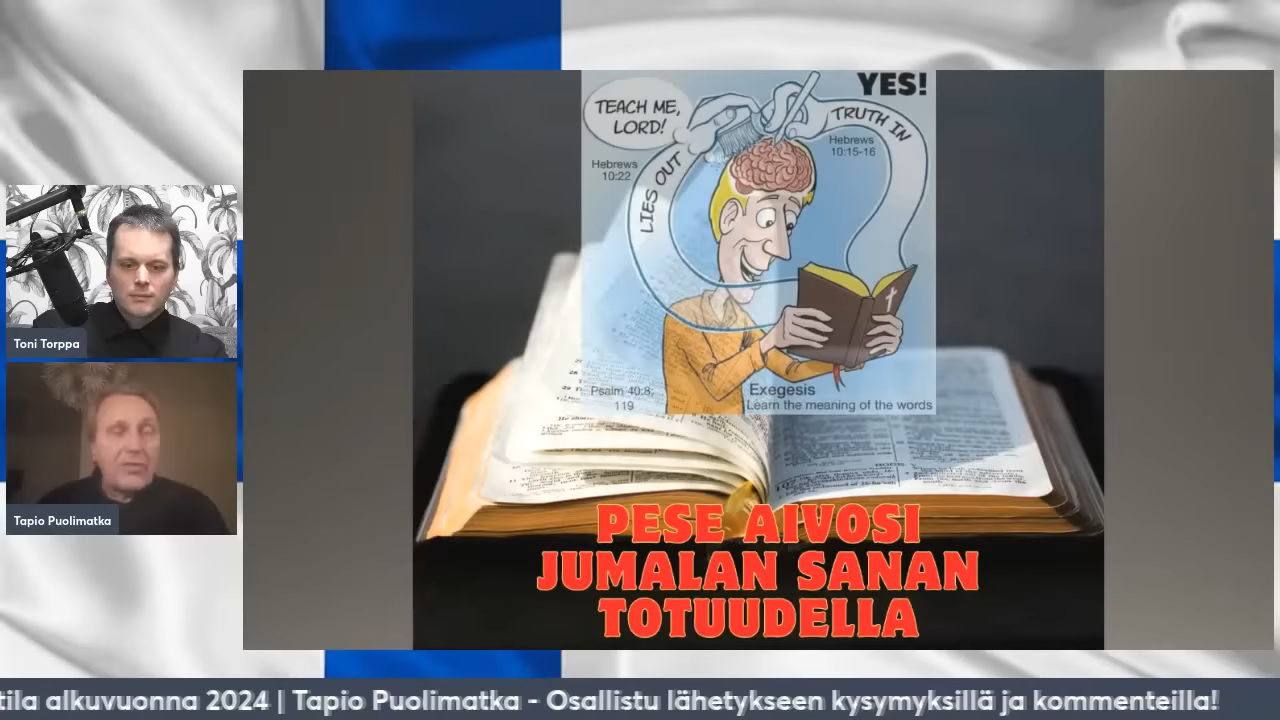 YES!
TEACH ME,
LORD!
TRUTH IN
Hebrews
10:15-16
Hebrews
10:22
LIES OUT
Toni Torppa
Psalm 40:8,
119
Exegesis
Learn the meaning of the words
Tapio Puolimatka
PESE AIVOSI
JUMALAN SANAN
TOTUUDELLA
tila alkuvuonna 2024 | Tapio Puolimatka - Osallistu lähetykseen kysymyksillä ja kommenteilla!